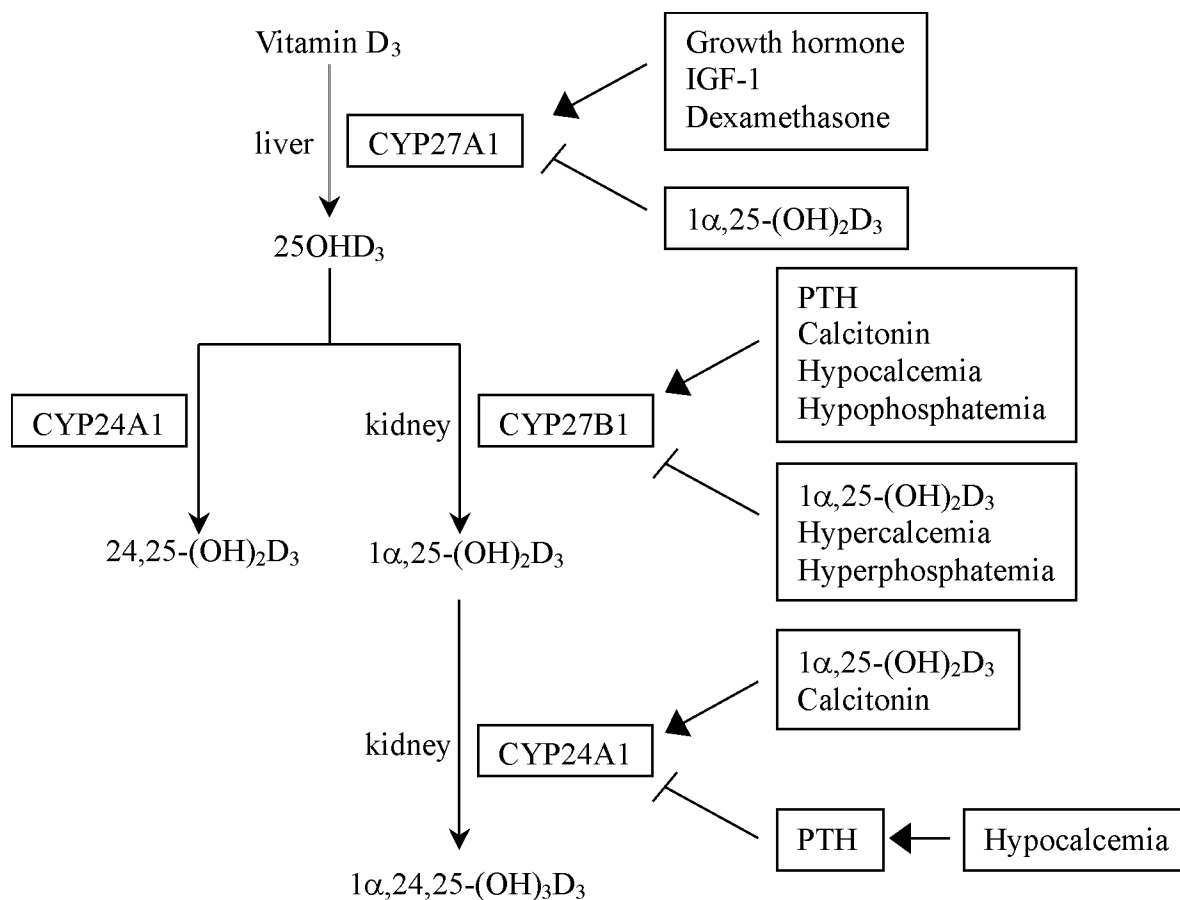 Vitamin D₃
Growth hormone
IGF-1
Dexamethasone
liver
CYP27A1
1α,25-(OH)₂D₃
25OHD₃
PTH
Calcitonin
Hypocalcemia
Hypophosphatemia
CYP24A1
kidney
CYP27B1
1α,25-(OH)₂D₃
Hypercalcemia
Hyperphosphatemia
24,25-(OH)₂D₃
1α,25-(OH)₂D₃
1α,25-(OH)₂D₃
Calcitonin
kidney
CYP24A1
PTH
Hypocalcemia
1α,24,25-(OH)₃D₃